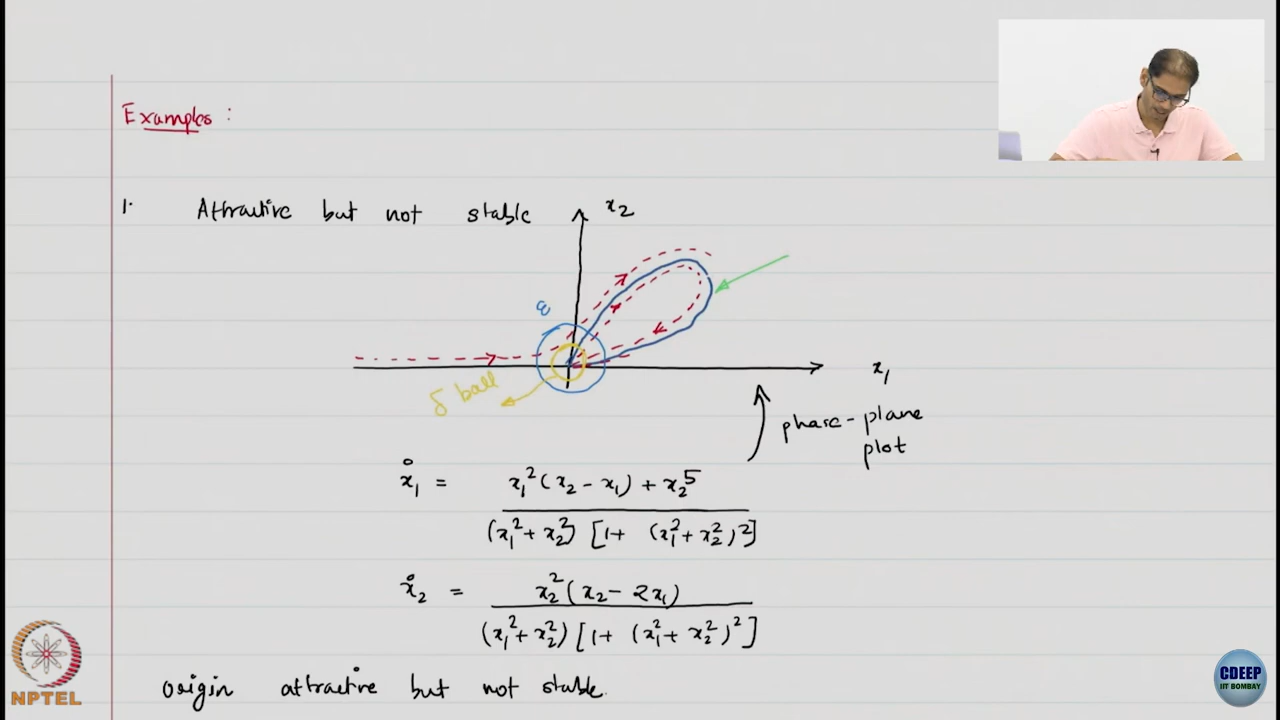 Examples:
1. Attractive but not stable
x₂
ε
δ ball
x₁
phase-plane
plot
ẋ₁ = x₁²(x₂ - x₁) + x₂⁵ / (x₁² + x₂²) [1 + (x₁² + x₂²)²]
ẋ₂ = x₂²(x₂ - 2x₁) / (x₁² + x₂²) [1 + (x₁² + x₂²)²]
origin attractive but not stable.
NPTEL
CDEEP
IIT BOMBAY